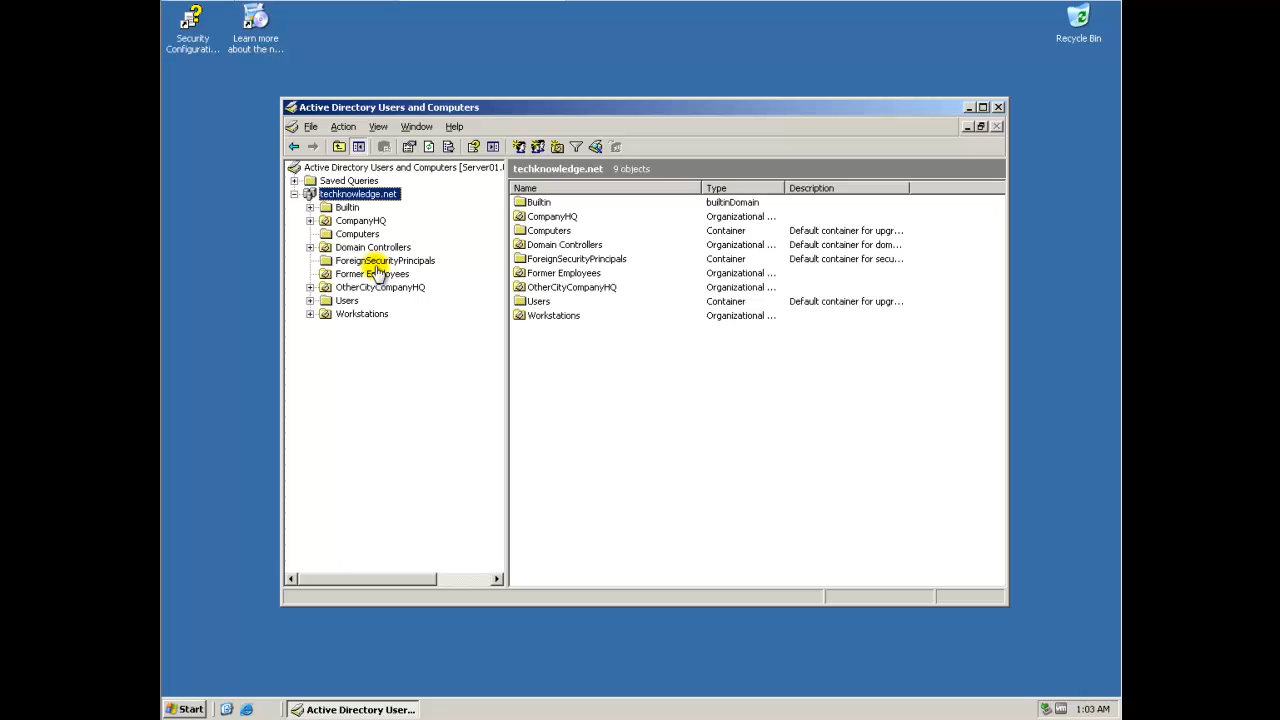 Security
Configurati...
Learn more
about the n...
Recycle Bin
Active Directory Users and Computers
File Action View Window Help
Active Directory Users and Computers [Server01.
Saved Queries
techknowledge.net
Builtin
CompanyHQ
Computers
Domain Controllers
ForeignSecurityPrincipals
Former Employees
OtherCityCompanyHQ
Users
Workstations
techknowledge.net 9 objects
Name Type Description
Builtin builtinDomain
CompanyHQ Organizational ...
Computers Container Default container for upgr...
Domain Controllers Organizational ... Default container for dom...
ForeignSecurityPrincipals Container Default container for secu...
Former Employees Organizational ...
OtherCityCompanyHQ Organizational ...
Users Container Default container for upgr...
Workstations Organizational ...
Start
Active Directory User...
1:03 AM